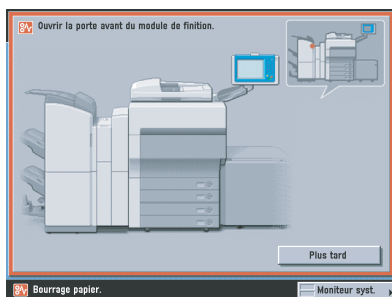 Ouvrir la porte avant du module de finition.
Plus tard
Bourrage papier.
Moniteur syst.